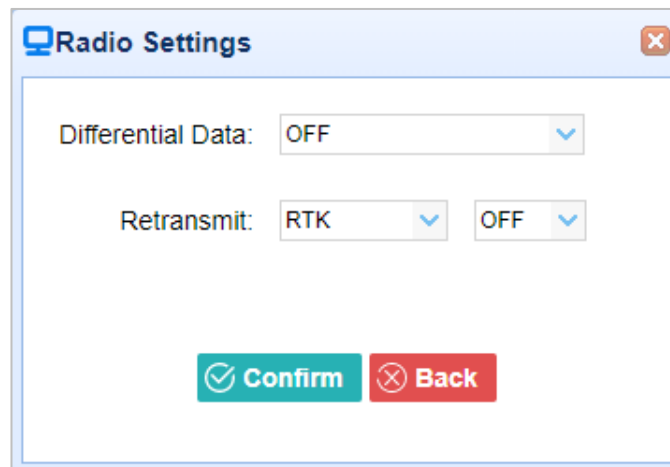 Radio Settings
Differential Data: OFF
Retransmit: RTK OFF
Confirm Back